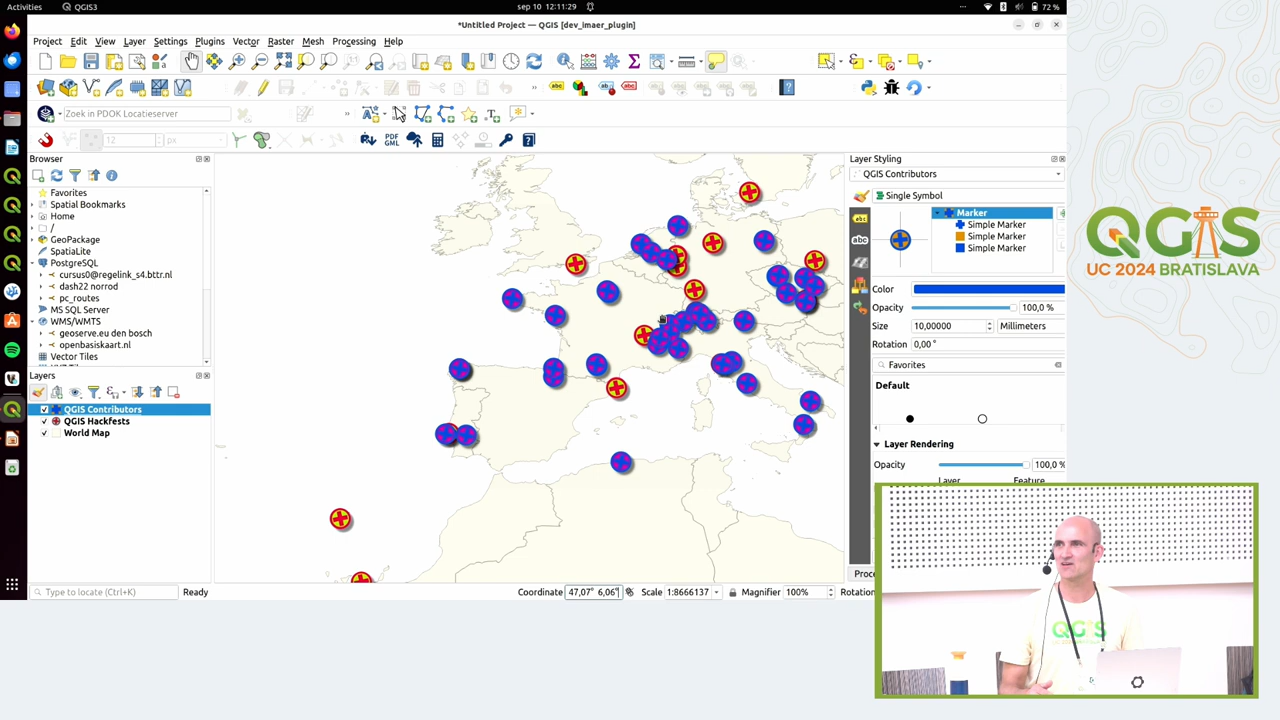 Activities
QGIS3
sep 10 12:11:29
72 %
*Untitled Project — QGIS [dev_imaer_plugin]
Project Edit View Layer Settings Plugins Vector Raster Mesh Processing Help
Zoek in PDOK Locatieserver
12 px
PDF
GML
Browser
Favorites
Spatial Bookmarks
Home
/
GeoPackage
SpatiaLite
PostgreSQL
cursus0@regelink_s4.bttr.nl
dash22 norrod
pc_routes
MS SQL Server
WMS/WMTS
geoserve.eu den bosch
openbasiskaart.nl
Vector Tiles
Layers
QGIS Contributors
QGIS Hackfests
World Map
Layer Styling
QGIS Contributors
Single Symbol
Marker
Simple Marker
Simple Marker
Simple Marker
Color
Opacity 100,0 %
Size 10,00000 Millimeters
Rotation 0,00 °
Favorites
Default
Layer Rendering
Opacity 100,0 %
Layer Feature
Proce
Type to locate (Ctrl+K)
Ready
Coordinate 47,07° 6,06°
Scale 1:8666137
Magnifier 100%
Rotation
QGIS
UC 2024 BRATISLAVA
QGIS